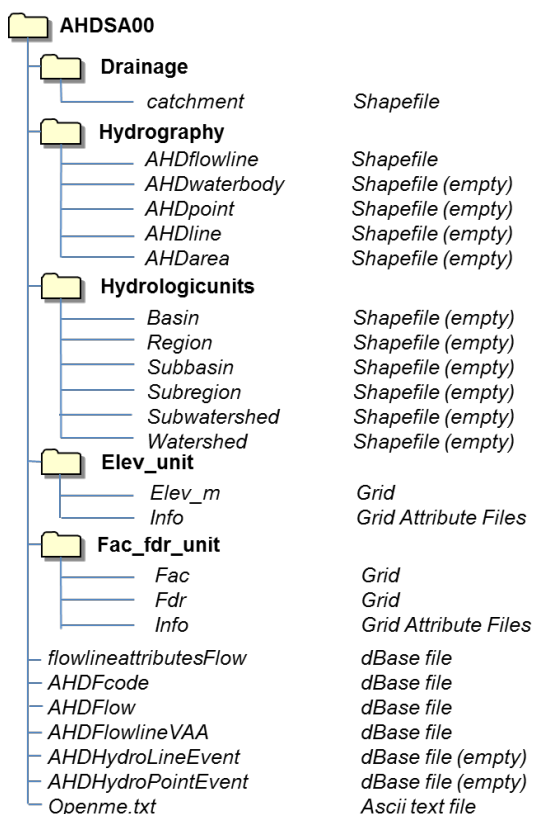 AHDSA00
Drainage
catchment Shapefile
Hydrography
AHDflowline Shapefile
AHDwaterbody Shapefile (empty)
AHDpoint Shapefile (empty)
AHDline Shapefile (empty)
AHDarea Shapefile (empty)
Hydrologicunits
Basin Shapefile (empty)
Region Shapefile (empty)
Subbasin Shapefile (empty)
Subregion Shapefile (empty)
Subwatershed Shapefile (empty)
Watershed Shapefile (empty)
Elev_unit
Elev_m Grid
Info Grid Attribute Files
Fac_fdr_unit
Fac Grid
Fdr Grid
Info Grid Attribute Files
flowlineattributesFlow dBase file
AHDFcode dBase file
AHDFlow dBase file
AHDFlowlineVAA dBase file
AHDHydroLineEvent dBase file (empty)
AHDHydroPointEvent dBase file (empty)
Openme.txt Ascii text file